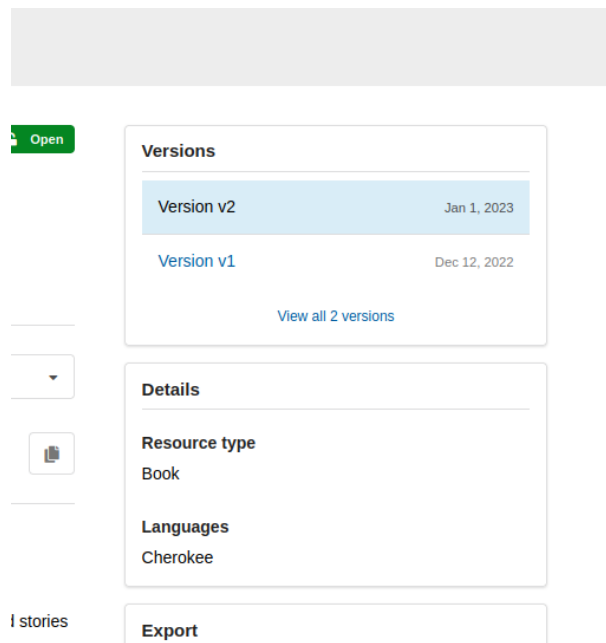 Open
Versions
Version v2 Jan 1, 2023
Version v1 Dec 12, 2022
View all 2 versions
Details
Resource type
Book
Languages
Cherokee
stories
Export